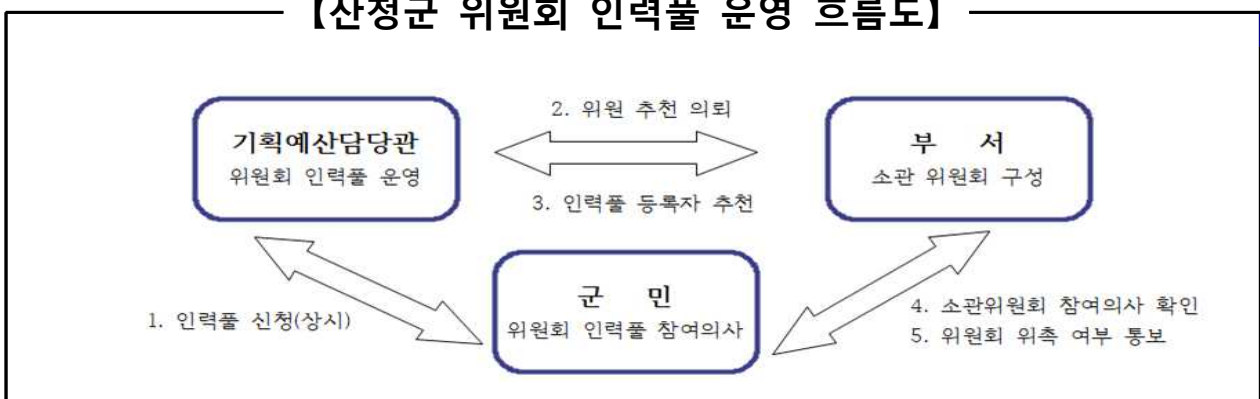 【산청군 위원회 인력풀 운영 흐름도】
2. 위원 추천 의뢰
기획예산담당관
위원회 인력풀 운영
부 서
소관 위원회 구성
3. 인력풀 등록자 추천
군 민
위원회 인력풀 참여의사
1. 인력풀 신청(상시)
4. 소관위원회 참여의사 확인
5. 위원회 위촉 여부 통보